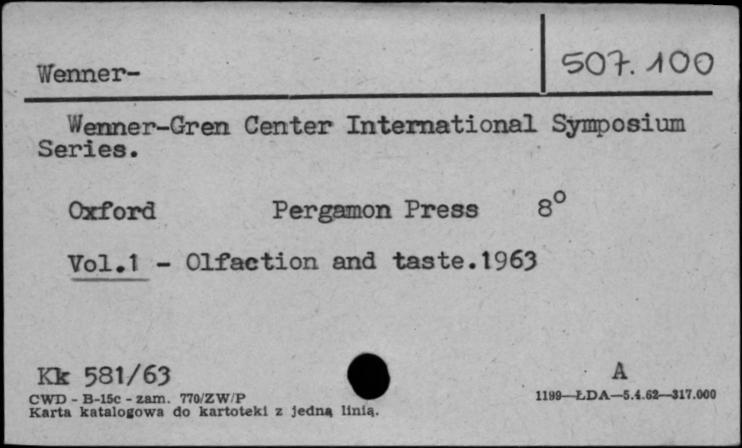 Wenner-
507.100
Wenner-Gren Center International Symposium
Series.
Oxford Pergamon Press 8°
Vol.1 - Olfaction and taste.1963
Kk 581/63
A
CWD - B-15c - zam. 770/ZW/P
1199—ŁDA—5.4.62—317.000
Karta katalogowa do kartoteki z jedną linią.